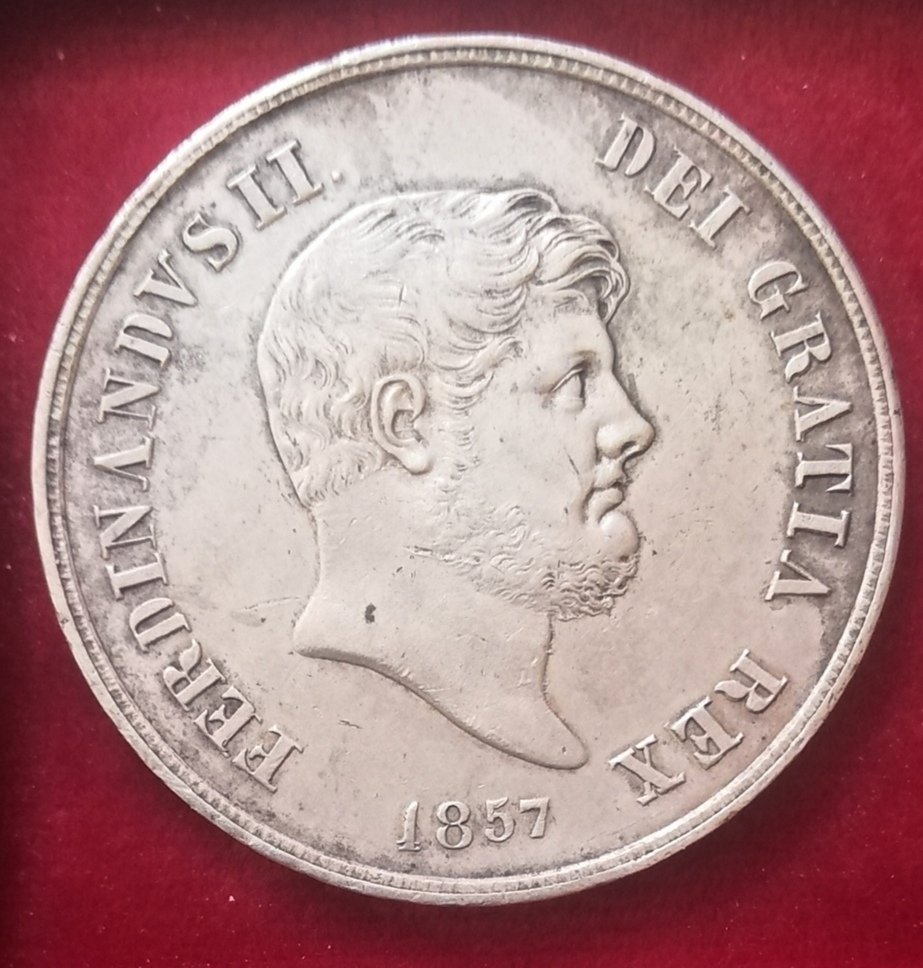 FERDINANDVS II.
DEI GRATIA REX
1857